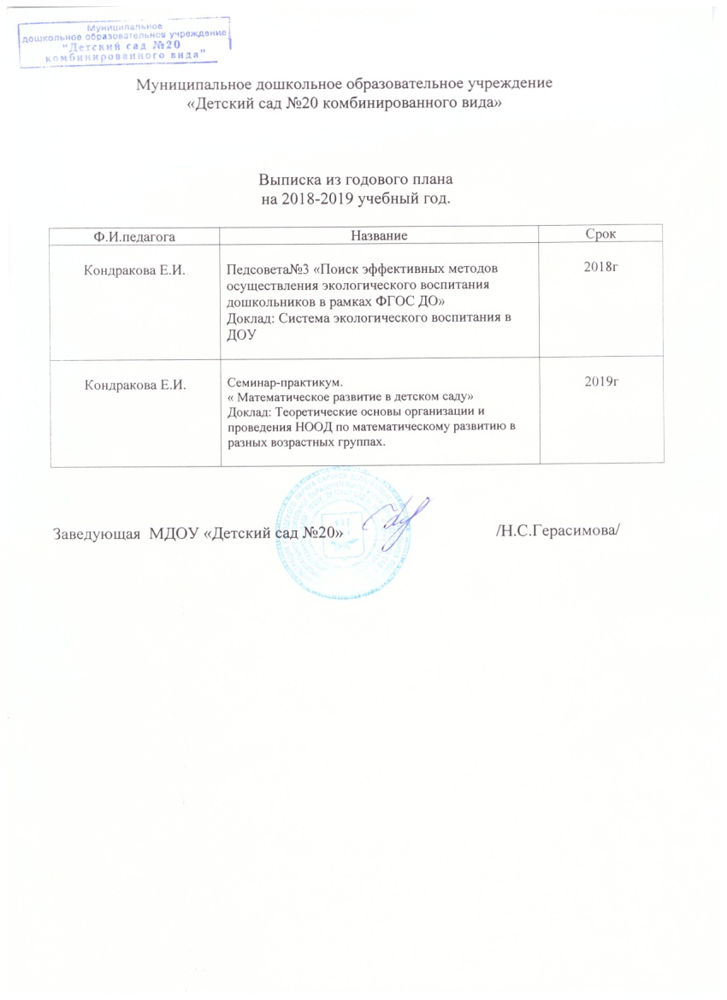 Муниципальное
дошкольное образовательное учреждение
"Детский сад №20
комбинированного вида"
Муниципальное дошкольное образовательное учреждение
«Детский сад №20 комбинированного вида»
Выписка из годового плана
на 2018-2019 учебный год.
Ф.И.педагога Название Срок
Кондракова Е.И. Педсовета№3 «Поиск эффективных методов 2018г
осуществления экологического воспитания
дошкольников в рамках ФГОС ДО»
Доклад: Система экологического воспитания в
ДОУ
Кондракова Е.И. Семинар-практикум. 2019г
« Математическое развитие в детском саду»
Доклад: Теоретические основы организации и
проведения НООД по математическому развитию в
разных возрастных группах.
Заведующая МДОУ «Детский сад №20» /Н.С.Герасимова/